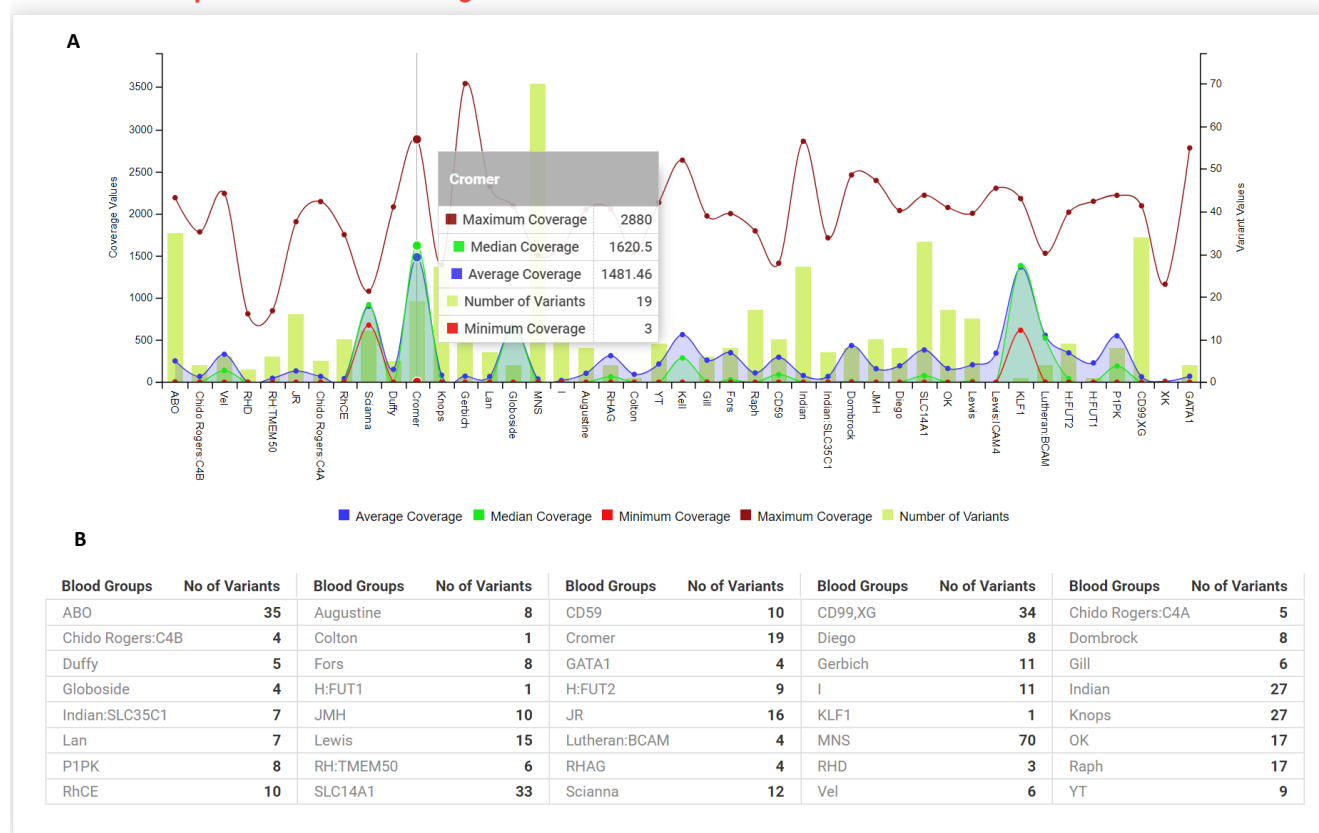 A
Coverage Values
3500
3000
2500
2000
1500
1000
500
0
70
60
50
40
30
20
10
0
Variant Values
Cromer
Maximum Coverage 2880
Median Coverage 1620.5
Average Coverage 1481.46
Number of Variants 19
Minimum Coverage 3
ABO
Chido Rogers:C4B
Vel
RHD
RH:TMEM50
JR
Chido Rogers:C4A
RhCE
Scianna
Duffy
Cromer
Knops
Gerbich
Lan
Globoside
MNS
I
Augustine
RHAG
Colton
YT
Kell
Gill
Fors
Raph
CD59
Indian
Indian:SLC35C1
Dombrock
JMH
Diego
SLC14A1
OK
Lewis
Lewis:ICAM4
KLF1
Lutheran:BCAM
H:FUT2
H:FUT1
P1PK
CD99,XG
XK
GATA1
Average Coverage Median Coverage Minimum Coverage Maximum Coverage Number of Variants
B
Blood Groups No of Variants Blood Groups No of Variants Blood Groups No of Variants Blood Groups No of Variants Blood Groups No of Variants
ABO 35 Augustine 8 CD59 10 CD99,XG 34 Chido Rogers:C4A 5
Chido Rogers:C4B 4 Colton 1 Cromer 19 Diego 8 Dombrock 8
Duffy 5 Fors 8 GATA1 4 Gerbich 11 Gill 6
Globoside 4 H:FUT1 1 H:FUT2 9 I 11 Indian 27
Indian:SLC35C1 7 JMH 10 JR 16 KLF1 1 Knops 27
Lan 7 Lewis 15 Lutheran:BCAM 4 MNS 70 OK 17
P1PK 8 RH:TMEM50 6 RHAG 4 RHD 3 Raph 17
RhCE 10 SLC14A1 33 Scianna 12 Vel 6 YT 9